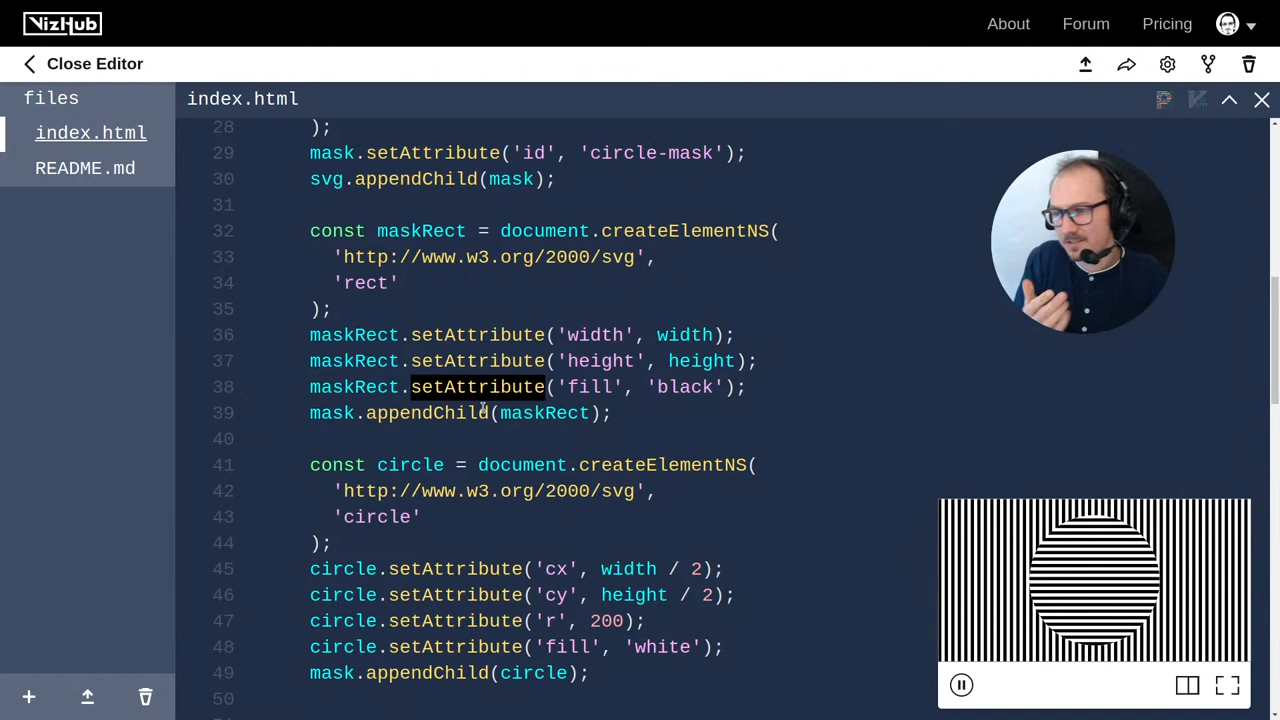 VizHub
About
Forum
Pricing
Close Editor
files
index.html
index.html
README.md
28 );
29 mask.setAttribute('id', 'circle-mask');
30 svg.appendChild(mask);
31
32 const maskRect = document.createElementNS(
33 'http://www.w3.org/2000/svg',
34 'rect'
35 );
36 maskRect.setAttribute('width', width);
37 maskRect.setAttribute('height', height);
38 maskRect.setAttribute('fill', 'black');
39 mask.appendChild(maskRect);
40
41 const circle = document.createElementNS(
42 'http://www.w3.org/2000/svg',
43 'circle'
44 );
45 circle.setAttribute('cx', width / 2);
46 circle.setAttribute('cy', height / 2);
47 circle.setAttribute('r', 200);
48 circle.setAttribute('fill', 'white');
49 mask.appendChild(circle);
50